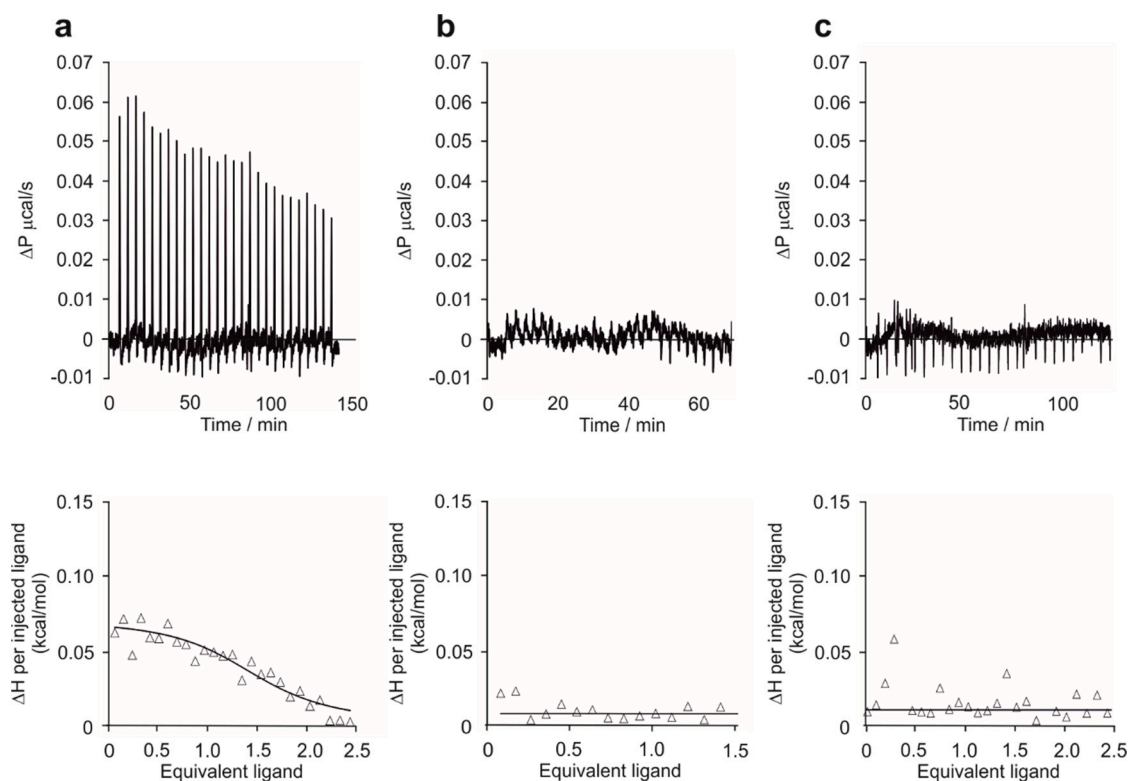 a
b
c
0.07
0.06
0.05
0.04
0.03
0.02
0.01
0
-0.01
ΔP μcal/s
0 50 100 150
Time / min
0.07
0.06
0.05
0.04
0.03
0.02
0.01
0
-0.01
ΔP μcal/s
0 20 40 60
Time / min
0.07
0.06
0.05
0.04
0.03
0.02
0.01
0
-0.01
ΔP μcal/s
0 50 100
Time / min
0.15
0.10
0.05
0
ΔH per injected ligand
(kcal/mol)
0 0.5 1.0 1.5 2.0 2.5
Equivalent ligand
0.15
0.10
0.05
0
ΔH per injected ligand
(kcal/mol)
0 0.5 1.0 1.5
Equivalent ligand
0.15
0.10
0.05
0
ΔH per injected ligand
(kcal/mol)
0 0.5 1.0 1.5 2.0 2.5
Equivalent ligand